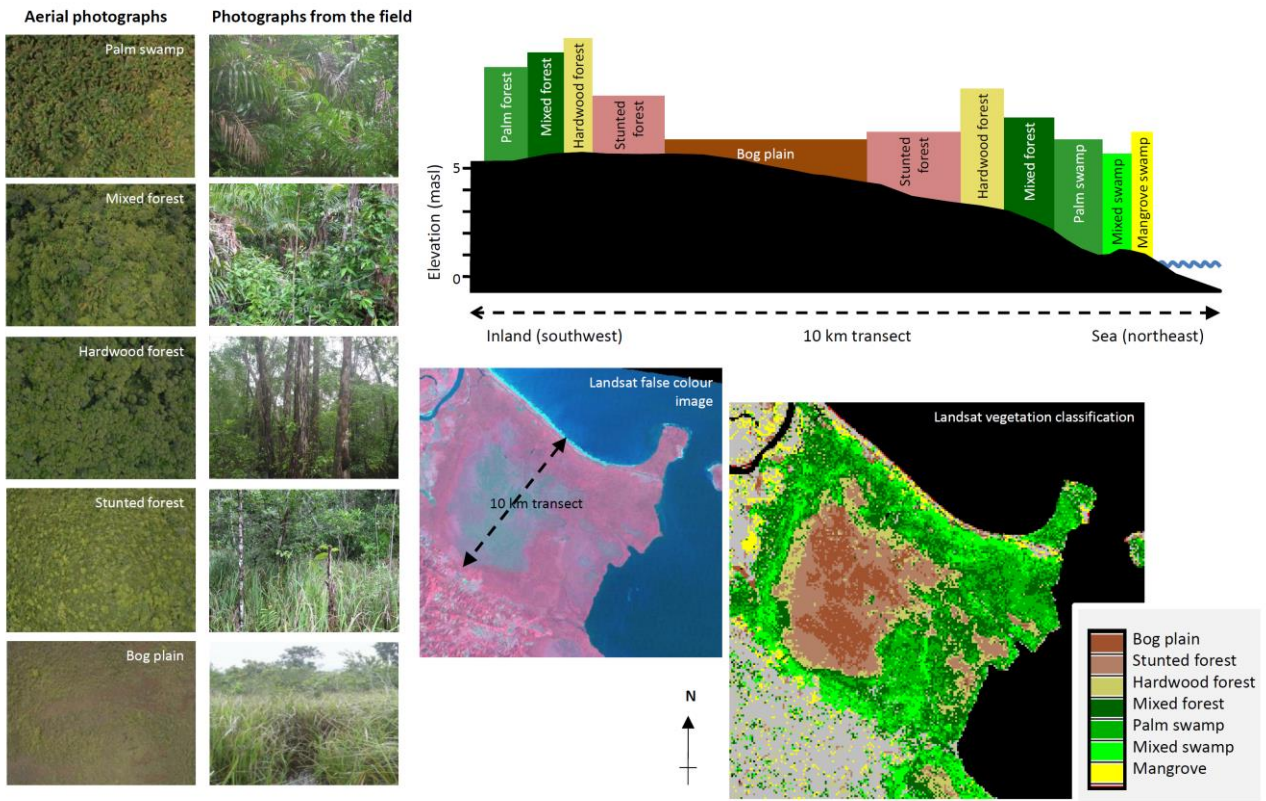 Aerial photographs
Photographs from the field
Palm swamp
Mixed forest
Hardwood forest
Stunted forest
Bog plain
Palm forest
Mixed forest
Hardwood forest
Stunted
forest
Bog plain
Stunted
forest
Hardwood forest
Mixed forest
Palm swamp
Mixed swamp
Mangrove swamp
Elevation (masl)
5
0
Inland (southwest)
10 km transect
Sea (northeast)
Landsat false colour
image
10 km transect
Landsat vegetation classification
N
Bog plain
Stunted forest
Hardwood forest
Mixed forest
Palm swamp
Mixed swamp
Mangrove